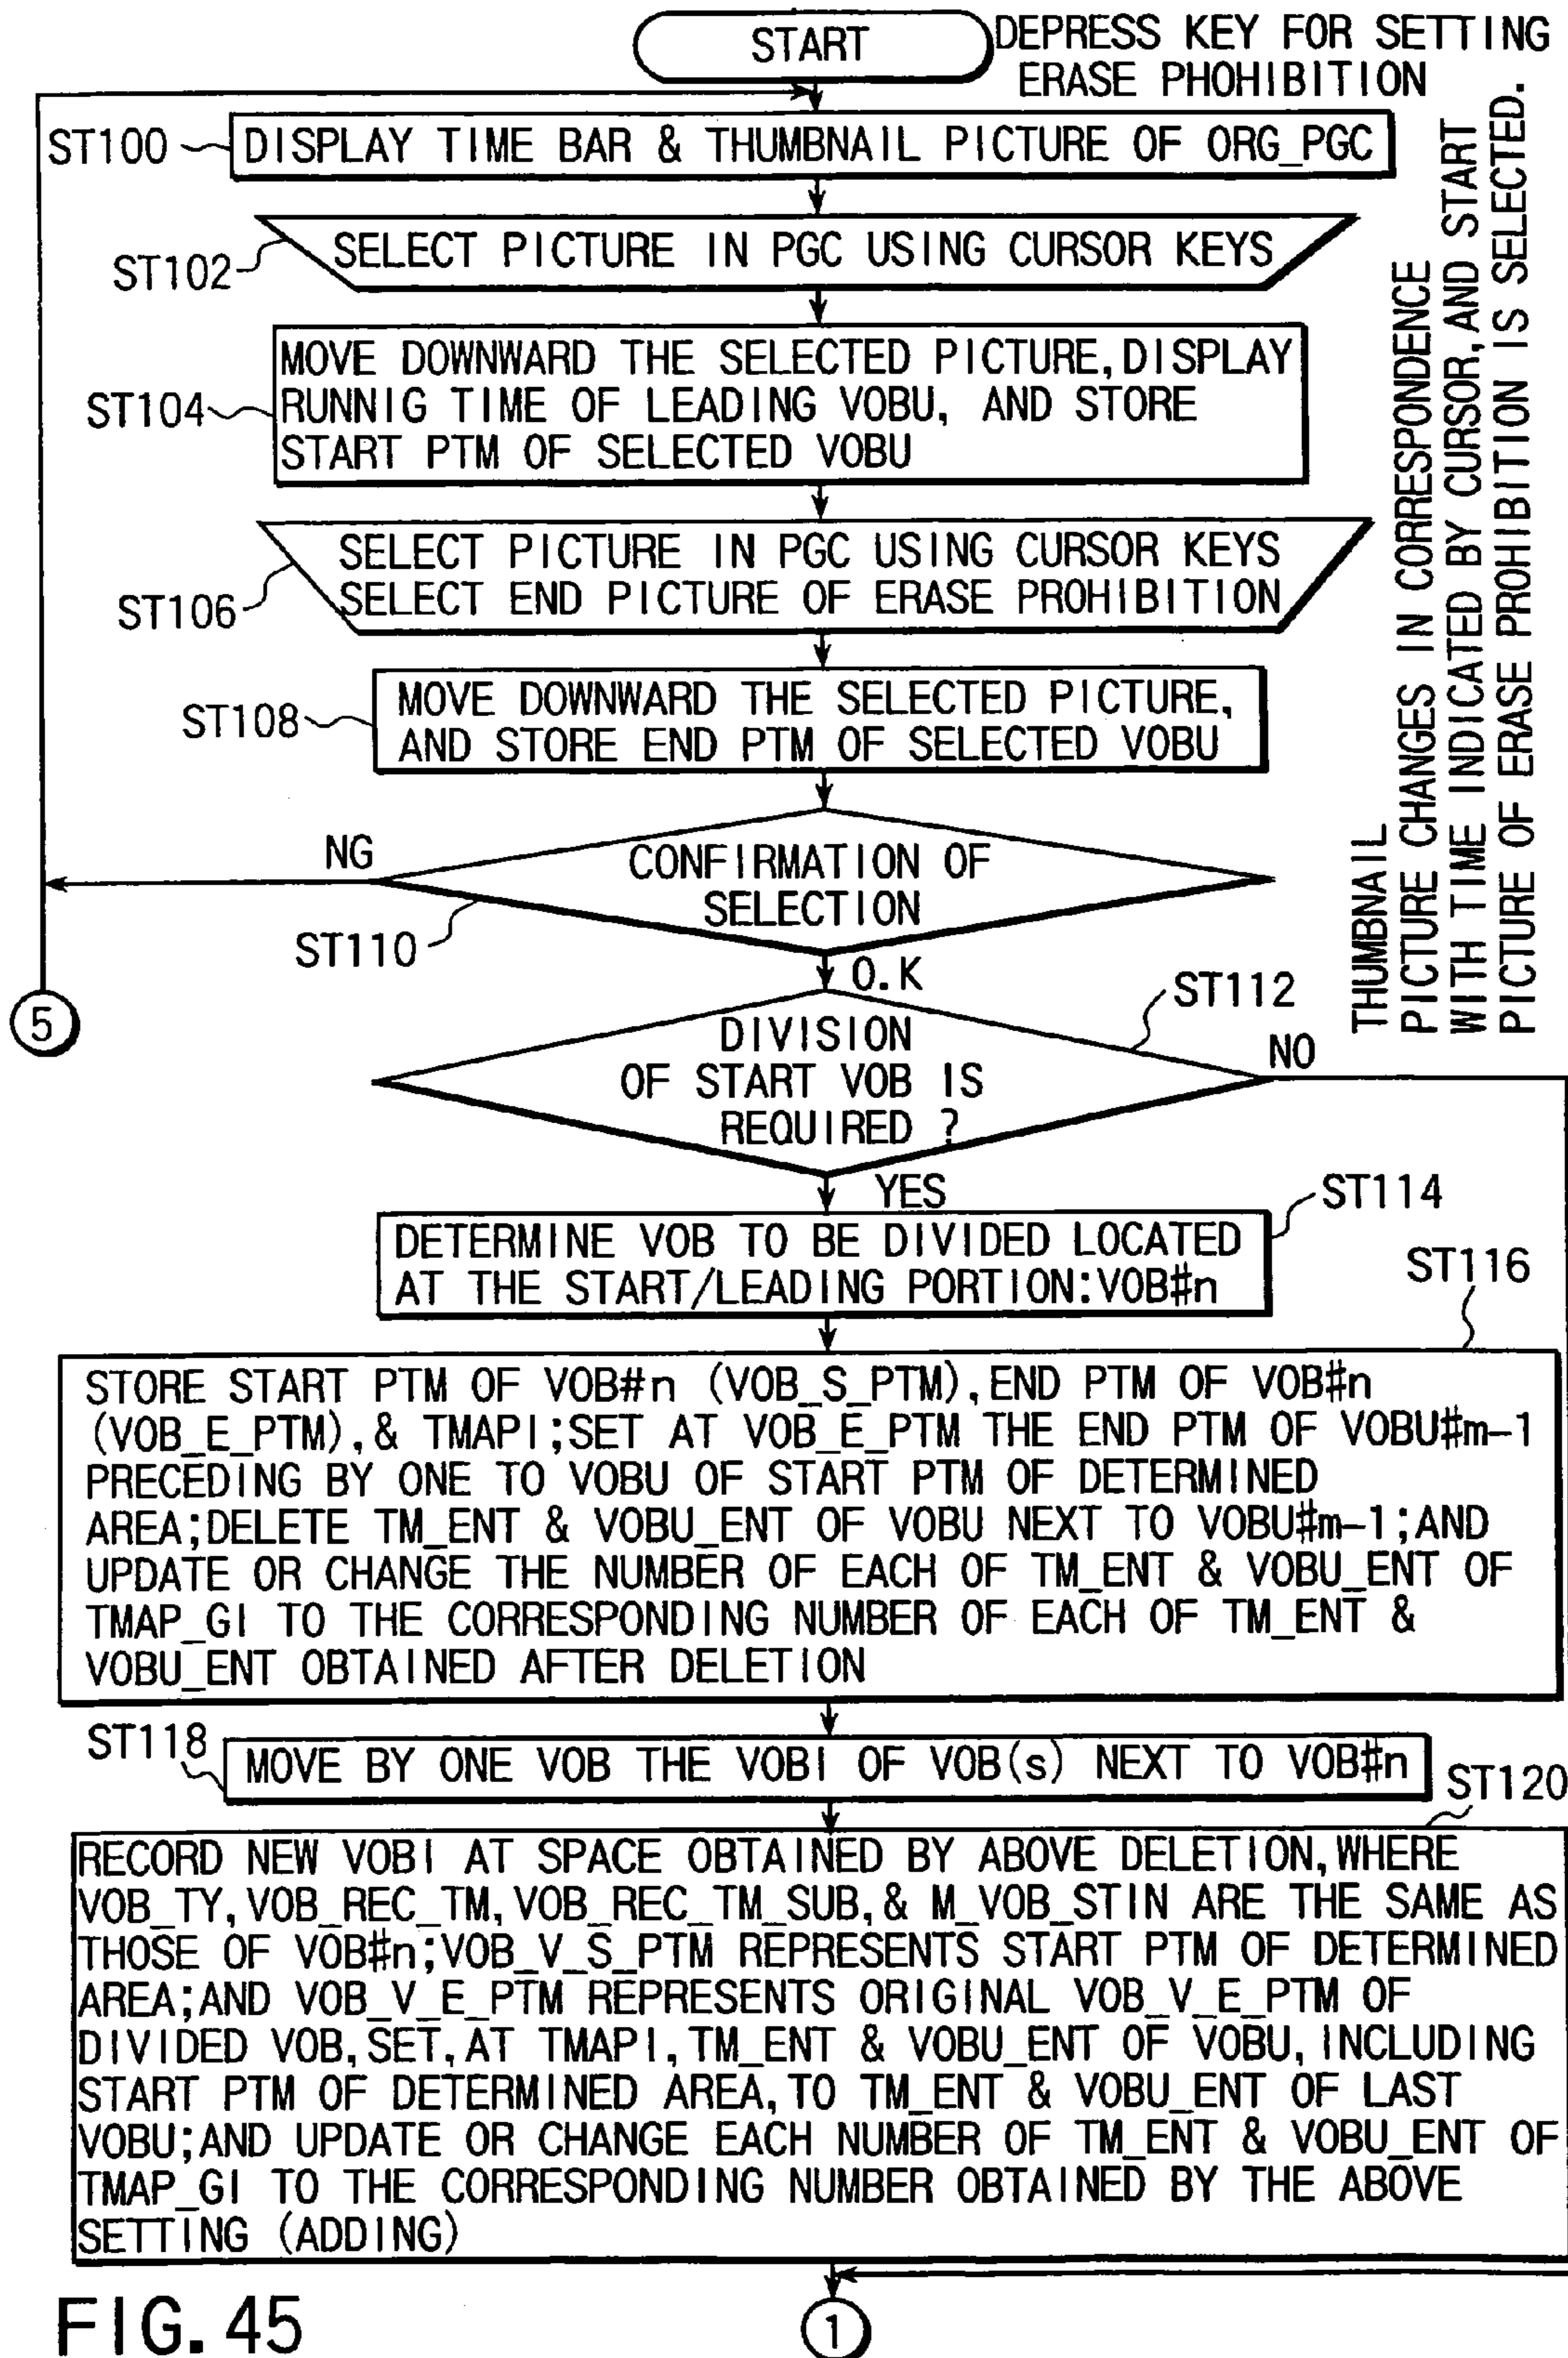 START
DEPRESS KEY FOR SETTING
ERASE PHOHIBITION
ST100
DISPLAY TIME BAR & THUMBNAIL PICTURE OF ORG_PGC
ST102
SELECT PICTURE IN PGC USING CURSOR KEYS
THUMBNAIL
PICTURE CHANGES IN CORRESPONDENCE
WITH TIME INDICATED BY CURSOR, AND START
PICTURE OF ERASE PROHIBITION IS SELECTED.
ST104
MOVE DOWNWARD THE SELECTED PICTURE, DISPLAY
RUNNIG TIME OF LEADING VOBU, AND STORE
START PTM OF SELECTED VOBU
ST106
SELECT PICTURE IN PGC USING CURSOR KEYS
SELECT END PICTURE OF ERASE PROHIBITION
ST108
MOVE DOWNWARD THE SELECTED PICTURE,
AND STORE END PTM OF SELECTED VOBU
NG
CONFIRMATION OF
SELECTION
ST110
O.K
5
ST112
DIVISION
OF START VOB IS
REQUIRED ?
NO
YES
ST114
DETERMINE VOB TO BE DIVIDED LOCATED
AT THE START/LEADING PORTION:VOB#n
ST116
STORE START PTM OF VOB#n (VOB_S_PTM), END PTM OF VOB#n
(VOB_E_PTM), & TMAPI;SET AT VOB_E_PTM THE END PTM OF VOBU#m-1
PRECEDING BY ONE TO VOBU OF START PTM OF DETERMINED
AREA;DELETE TM_ENT & VOBU_ENT OF VOBU NEXT TO VOBU#m-1;AND
UPDATE OR CHANGE THE NUMBER OF EACH OF TM_ENT & VOBU_ENT OF
TMAP_GI TO THE CORRESPONDING NUMBER OF EACH OF TM_ENT &
VOBU_ENT OBTAINED AFTER DELETION
ST118
MOVE BY ONE VOB THE VOBI OF VOB(s) NEXT TO VOB#n
ST120
RECORD NEW VOBI AT SPACE OBTAINED BY ABOVE DELETION, WHERE
VOB_TY, VOB_REC_TM, VOB_REC_TM_SUB, & M_VOB_STIN ARE THE SAME AS
THOSE OF VOB#n;VOB_V_S_PTM REPRESENTS START PTM OF DETERMINED
AREA;AND VOB_V_E_PTM REPRESENTS ORIGINAL VOB_V_E_PTM OF
DIVIDED VOB, SET, AT TMAPI, TM_ENT & VOBU_ENT OF VOBU, INCLUDING
START PTM OF DETERMINED AREA, TO TM_ENT & VOBU_ENT OF LAST
VOBU;AND UPDATE OR CHANGE EACH NUMBER OF TM_ENT & VOBU_ENT OF
TMAP_GI TO THE CORRESPONDING NUMBER OBTAINED BY THE ABOVE
SETTING (ADDING)
1
FIG. 45